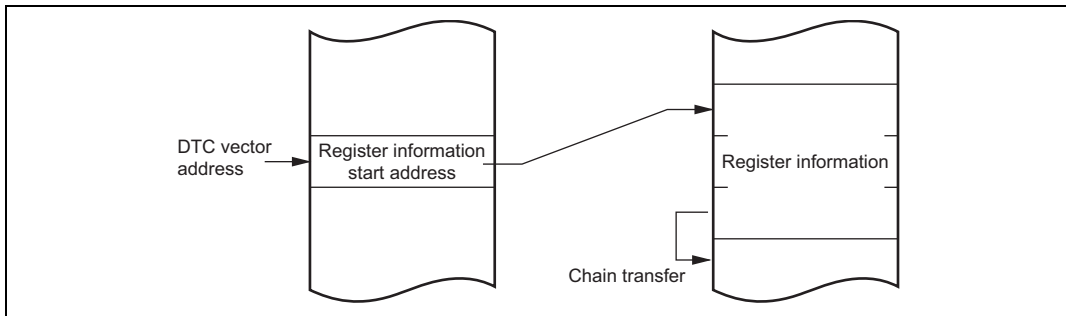 DTC vector
address
Register information
start address
Register information
Chain transfer